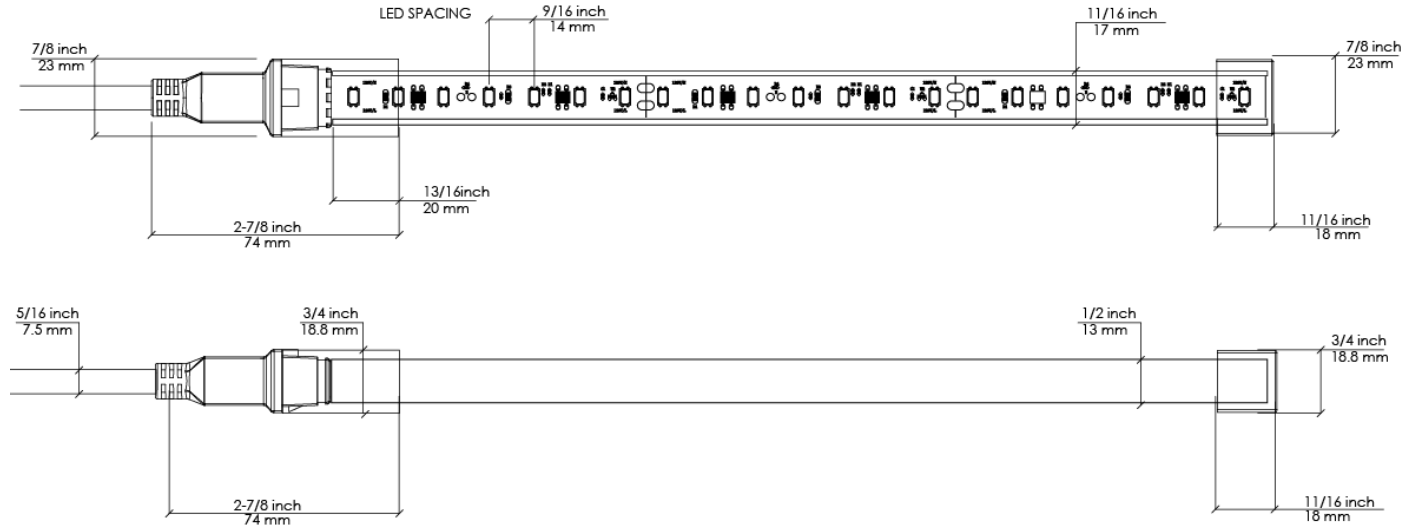 LED SPACING
9/16 inch
14 mm
11/16 inch
17 mm
7/8 inch
23 mm
7/8 inch
23 mm
13/16inch
20 mm
2-7/8 inch
74 mm
11/16 inch
18 mm
5/16 inch
7.5 mm
3/4 inch
18.8 mm
1/2 inch
13 mm
3/4 inch
18.8 mm
2-7/8 inch
74 mm
11/16 inch
18 mm